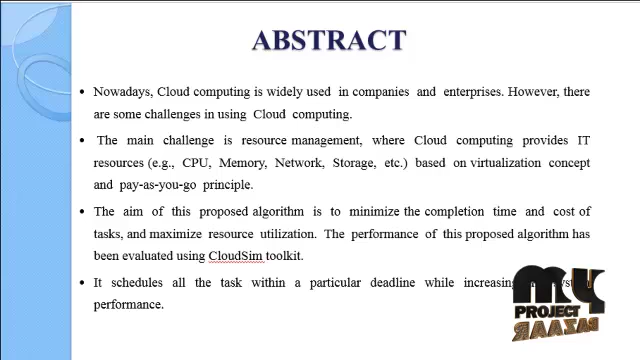 ABSTRACT
Nowadays, Cloud computing is widely used in companies and enterprises. However, there
are some challenges in using Cloud computing.
The main challenge is resource management, where Cloud computing provides IT
resources (e.g., CPU, Memory, Network, Storage, etc.) based on virtualization concept
and pay-as-you-go principle.
The aim of this proposed algorithm is to minimize the completion time and cost of
tasks, and maximize resource utilization. The performance of this proposed algorithm has
been evaluated using CloudSim toolkit.
It schedules all the task within a particular deadline while increasing
performance.
MY
PROJECT
RAAZAR